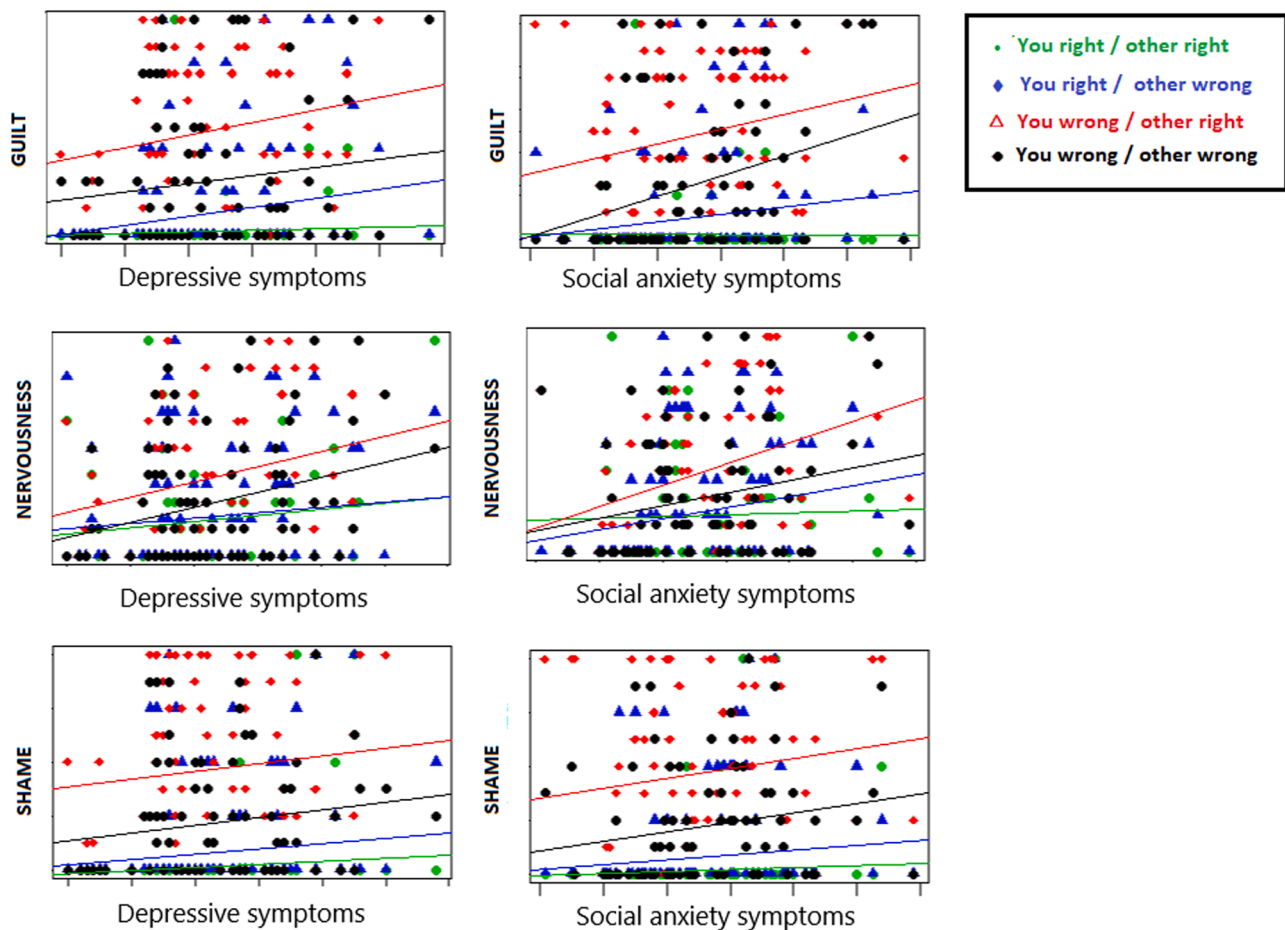 GUILT
Depressive symptoms
GUILT
Social anxiety symptoms
You right / other right
You right / other wrong
You wrong / other right
You wrong / other wrong
NERVOUSNESS
Depressive symptoms
NERVOUSNESS
Social anxiety symptoms
SHAME
Depressive symptoms
SHAME
Social anxiety symptoms